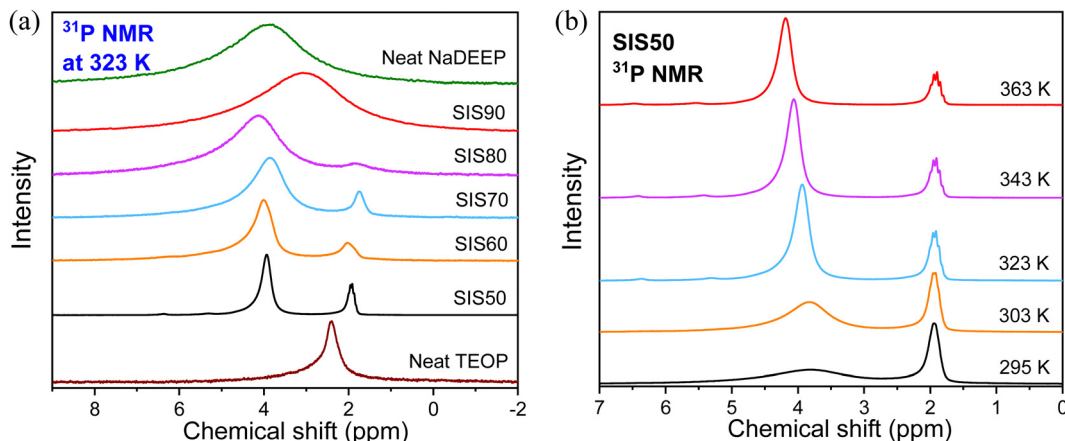 (a)
³¹P NMR
at 323 K
Neat NaDEEP
SIS90
SIS80
SIS70
SIS60
SIS50
Neat TEOP
Intensity
8 6 4 2 0 -2
Chemical shift (ppm)
(b)
SIS50
³¹P NMR
363 K
343 K
323 K
303 K
295 K
Intensity
7 6 5 4 3 2 1 0
Chemical shift (ppm)